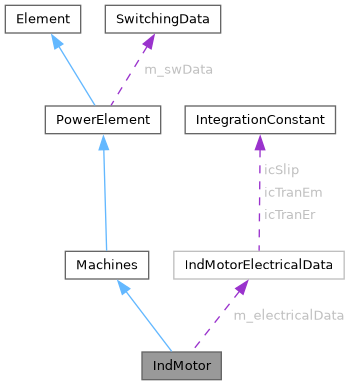 Element
SwitchingData
m_swData
PowerElement
IntegrationConstant
icSlip
icTranEm
icTranEr
Machines
IndMotorElectricalData
m_electricalData
IndMotor